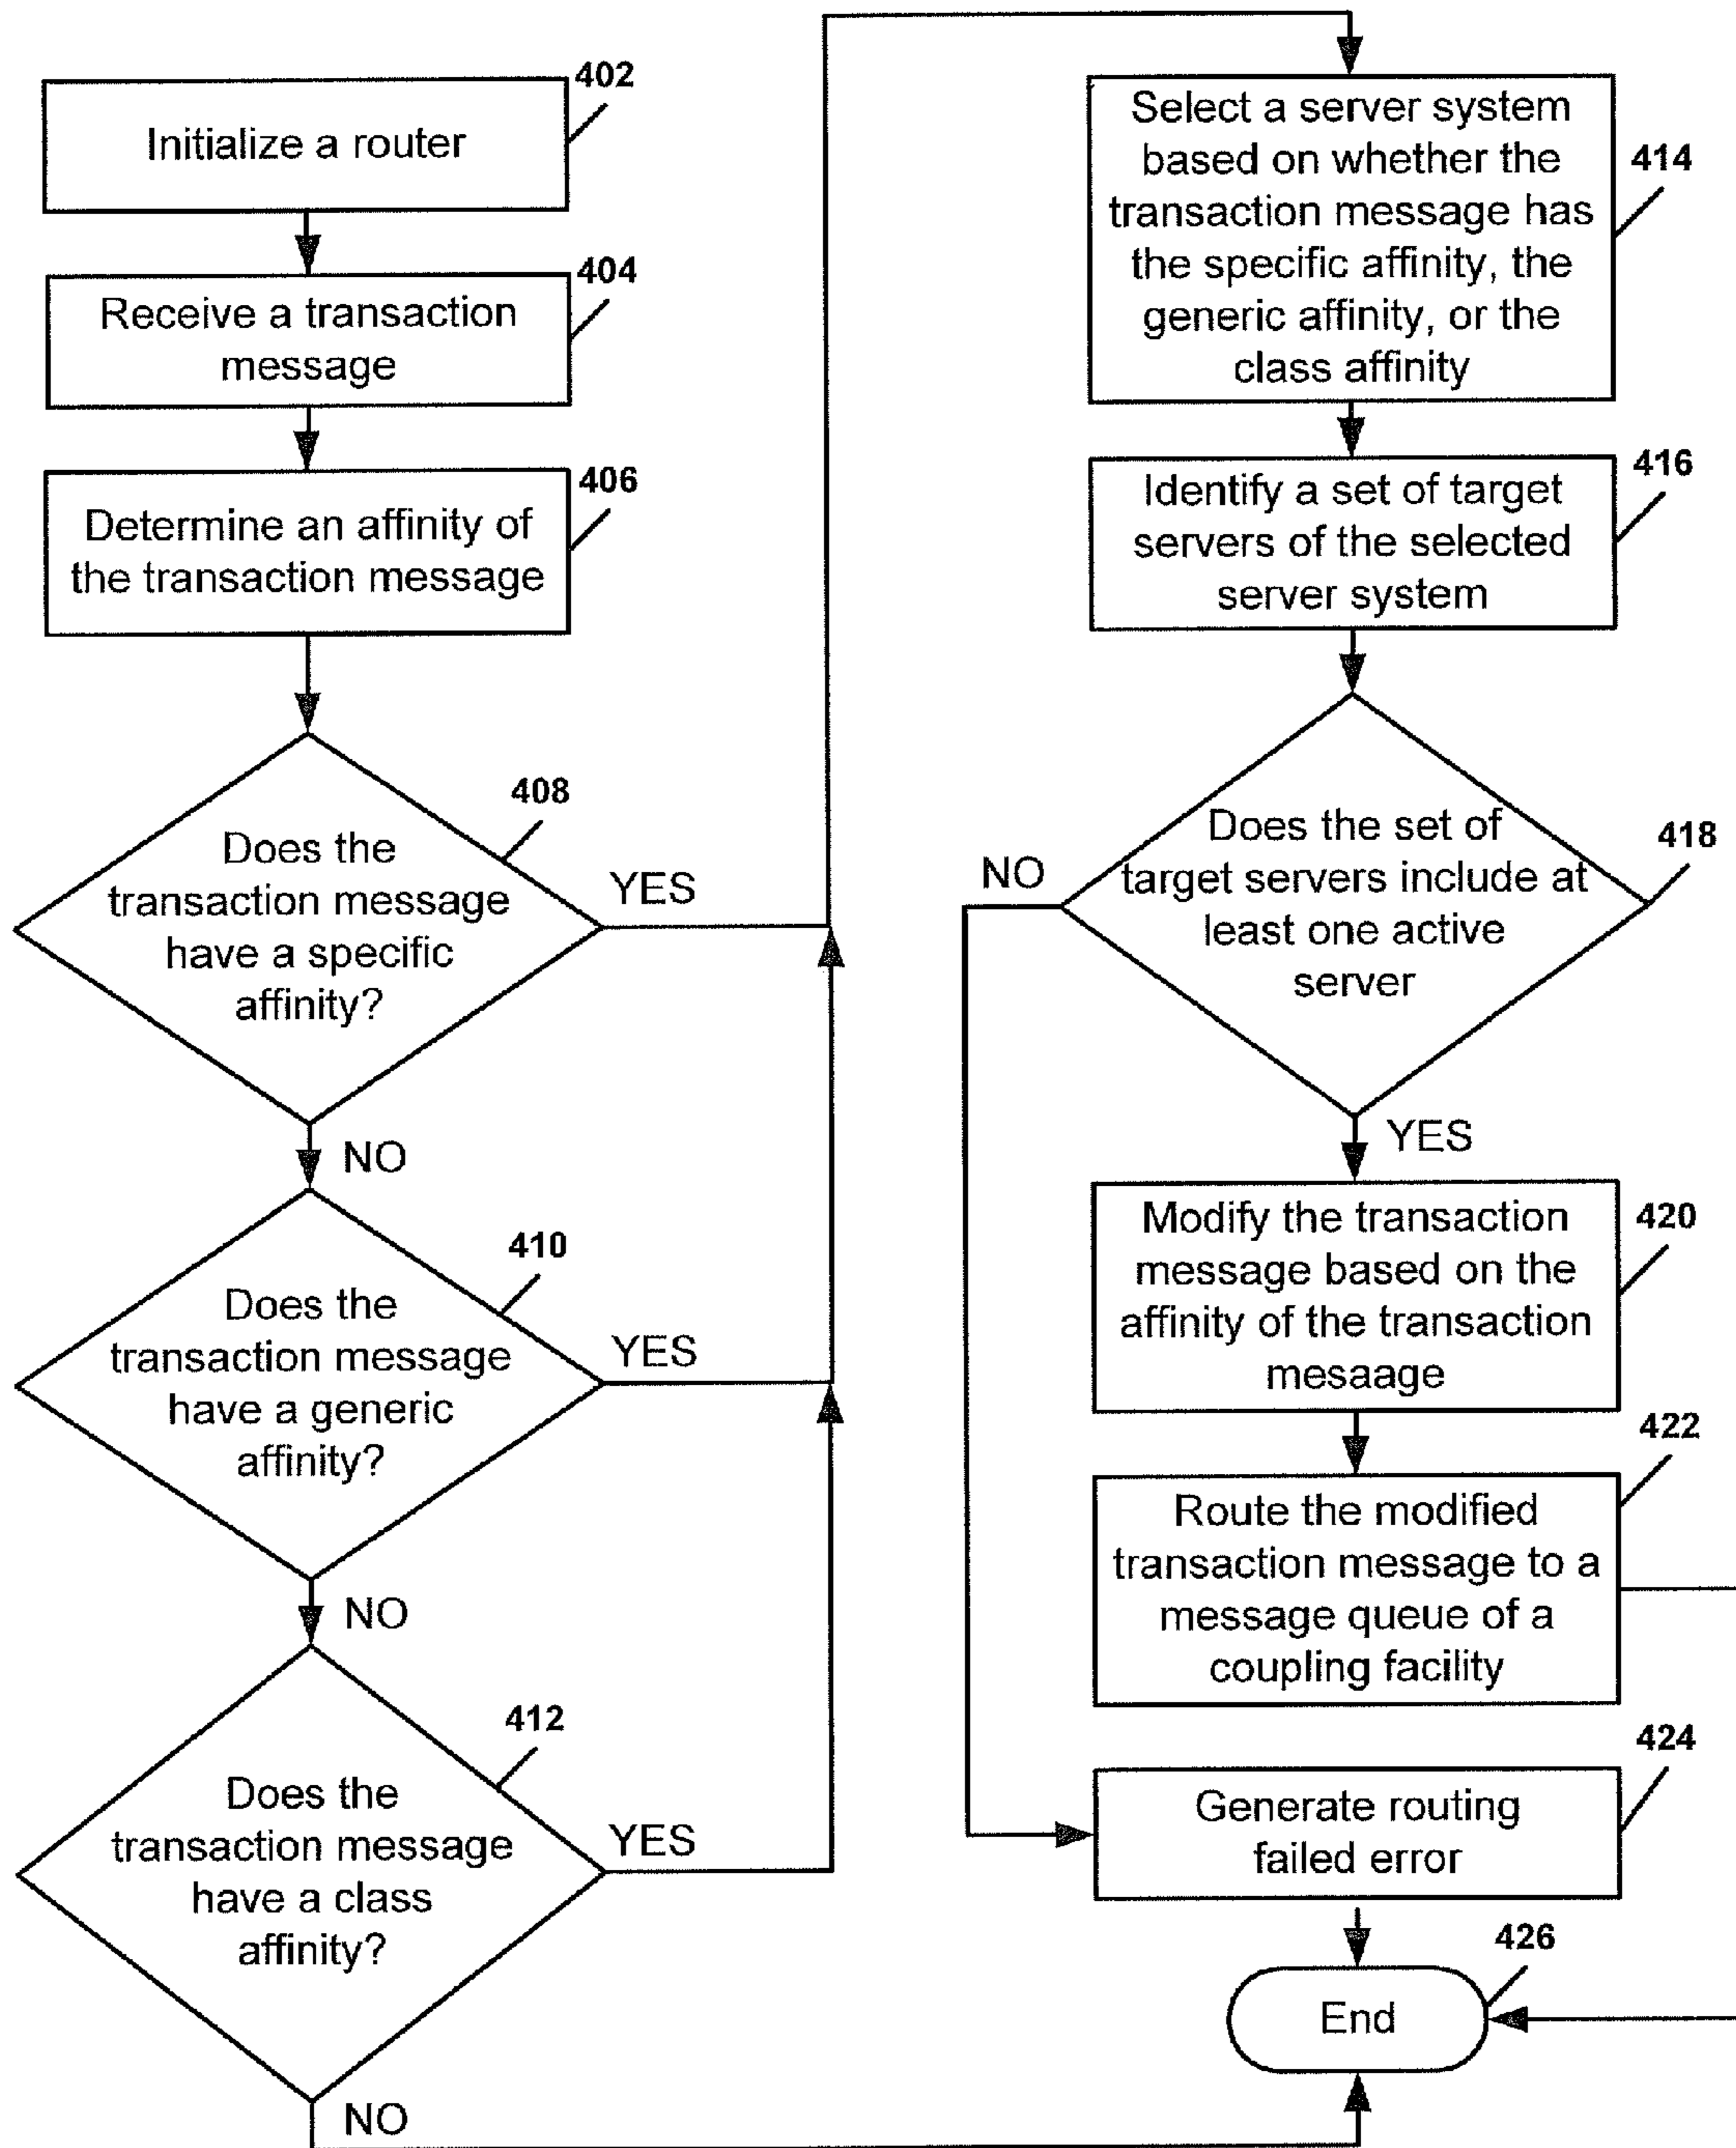 402
Initialize a router
404
Receive a transaction
message
406
Determine an affinity of
the transaction message
408
Does the
transaction message
have a specific
affinity?
YES
NO
410
Does the
transaction message
have a generic
affinity?
YES
NO
412
Does the
transaction message
have a class
affinity?
YES
NO
414
Select a server system
based on whether the
transaction message has
the specific affinity, the
generic affinity, or the
class affinity
416
Identify a set of target
servers of the selected
server system
418
Does the set of
target servers include at
least one active
server
NO
YES
420
Modify the transaction
message based on the
affinity of the transaction
mesaage
422
Route the modified
transaction message to a
message queue of a
coupling facility
424
Generate routing
failed error
426
End